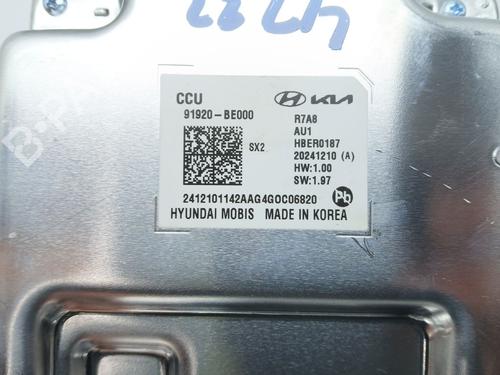 CCU
KIA
91920-BE000
R7A8
AU1
SX2
HBER0187
20241210 (A)
HW:1.00
SW:1.97
2412101142AAG4GOC06820
Pb
HYUNDAI MOBIS MADE IN KOREA